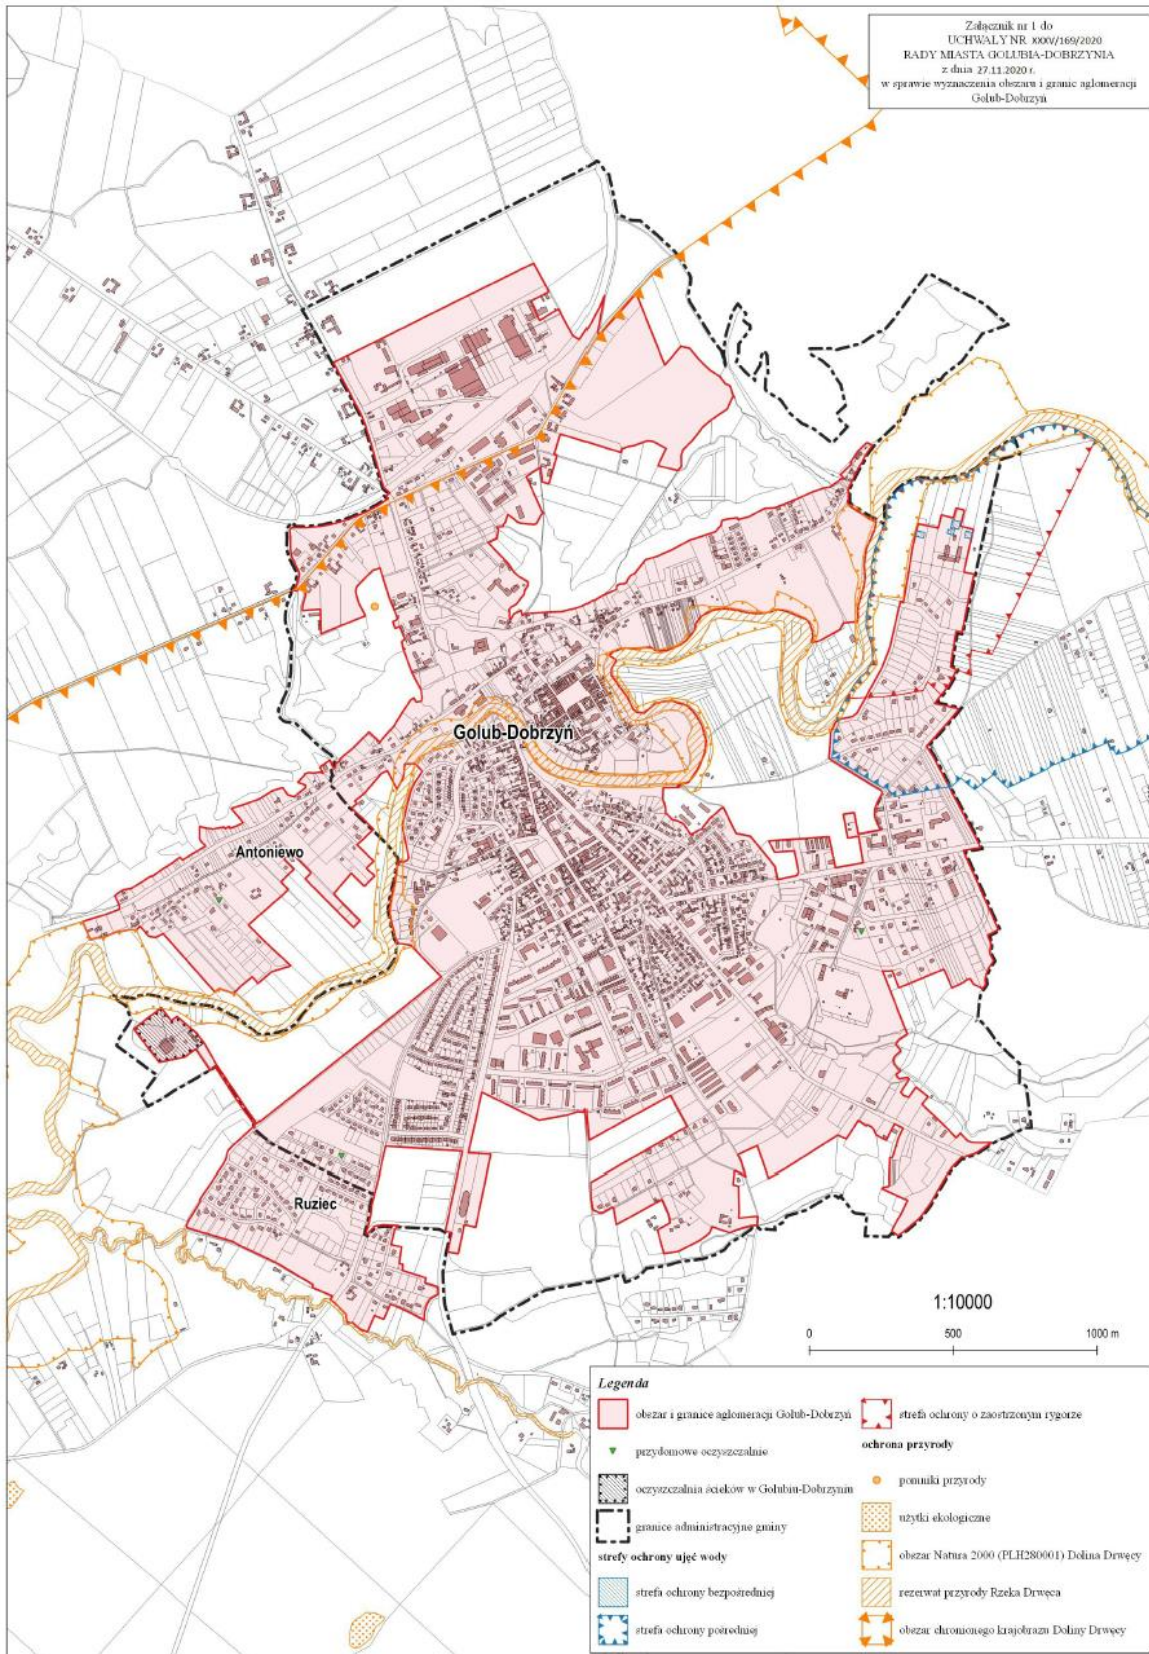 Załącznik nr 1 do
UCHWAŁY NR XXXV/169/2020
RADY MIASTA GOLUBIA-DOBRZYNIA
z dnia 27.11.2020 r.
w sprawie wyznaczenia obszaru i granic aglomeracji
Golub-Dobrzyń
Golub-Dobrzyń
Antoniewo
Ruziec
1:10000
0 500 1000 m
Legenda
obszar i granice aglomeracji Golub-Dobrzyń
przydomowe oczyszczalnie
oczyszczalnia ścieków w Golubiu-Dobrzyniu
granice administracyjne gminy
strefy ochrony ujęć wody
strefa ochrony bezpośredniej
strefa ochrony pośredniej
strefa ochrony o zaostrzonym rygorze
ochrona przyrody
pomniki przyrody
użytki ekologiczne
obszar Natura 2000 (PLH280001) Dolina Drwęcy
rezerwat przyrody Rzeka Drwęca
obszar chronionego krajobrazu Doliny Drwęcy